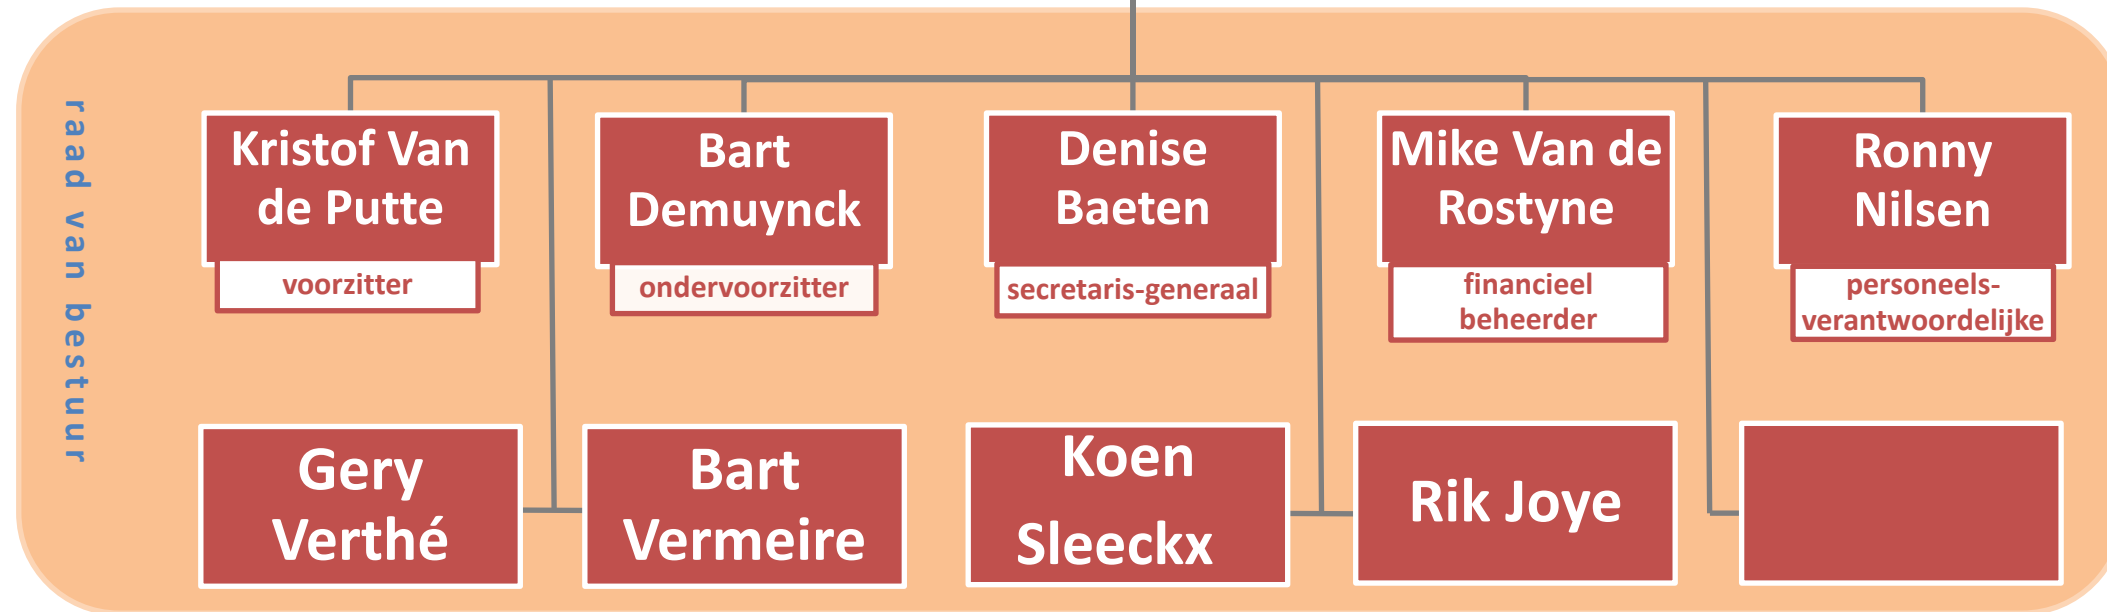 raad van bestuur
Kristof Van
de Putte
voorzitter
Bart
Demuynck
ondervoorzitter
Denise
Baeten
secretaris-generaal
Mike Van de
Rostyne
financieel
beheerder
Ronny
Nilsen
personeels-
verantwoordelijke
Gery
Verthé
Bart
Vermeire
Koen
Sleeckx
Rik Joye